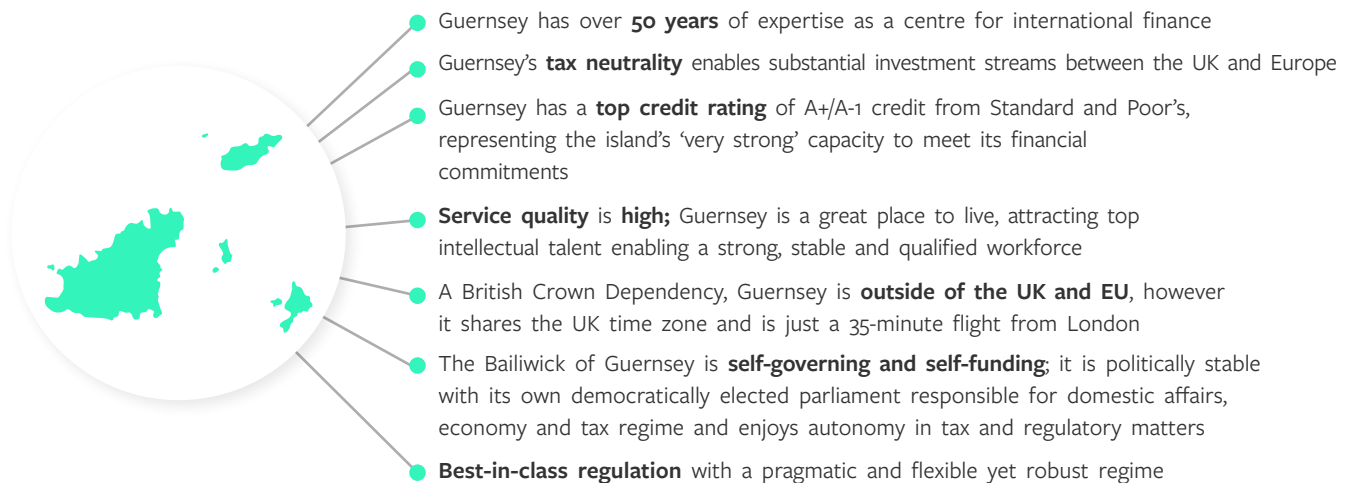 Guernsey has over 50 years of expertise as a centre for international finance
Guernsey’s tax neutrality enables substantial investment streams between the UK and Europe
Guernsey has a top credit rating of A+/A-1 credit from Standard and Poor’s,
representing the island’s ‘very strong’ capacity to meet its financial
commitments
Service quality is high; Guernsey is a great place to live, attracting top
intellectual talent enabling a strong, stable and qualified workforce
A British Crown Dependency, Guernsey is outside of the UK and EU, however
it shares the UK time zone and is just a 35-minute flight from London
The Bailiwick of Guernsey is self-governing and self-funding; it is politically stable
with its own democratically elected parliament responsible for domestic affairs,
economy and tax regime and enjoys autonomy in tax and regulatory matters
Best-in-class regulation with a pragmatic and flexible yet robust regime